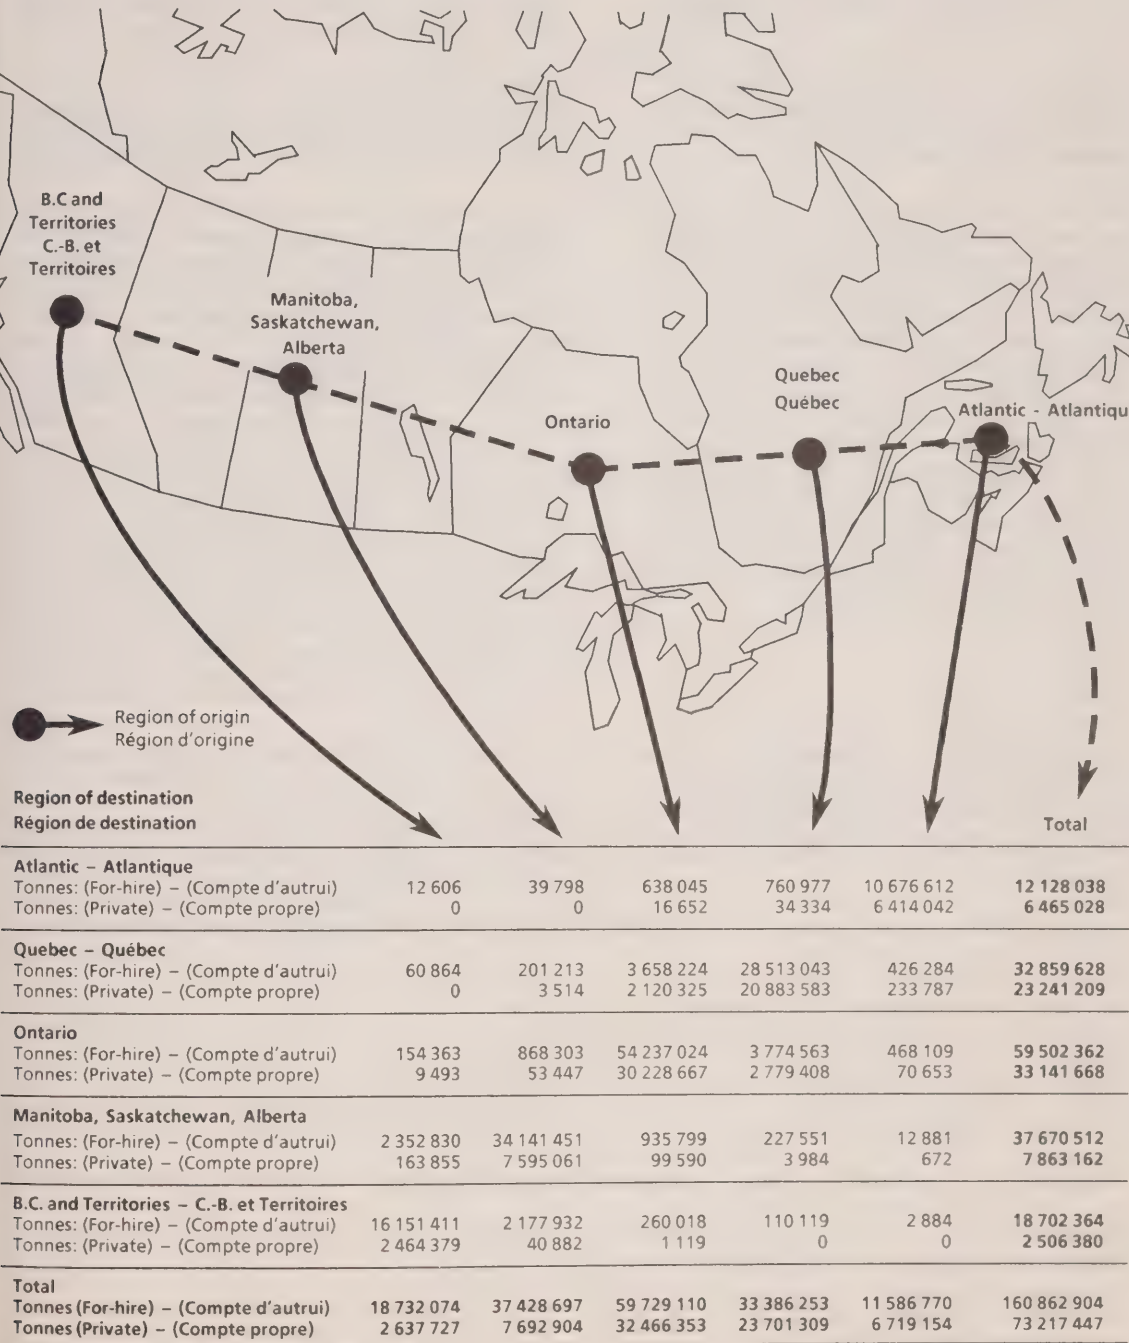 B.C and
Territories
C.-B. et
Territoires
Manitoba,
Saskatchewan,
Alberta
Ontario
Quebec
Québec
Atlantic - Atlantiqu
Region of origin
Région d'origine
Region of destination
Région de destination
Total
Atlantic – Atlantique
Tonnes: (For-hire) – (Compte d'autrui) 12 606 39 798 638 045 760 977 10 676 612 12 128 038
Tonnes: (Private) – (Compte propre) 0 0 16 652 34 334 6 414 042 6 465 028
Quebec – Québec
Tonnes: (For-hire) – (Compte d'autrui) 60 864 201 213 3 658 224 28 513 043 426 284 32 859 628
Tonnes: (Private) – (Compte propre) 0 3 514 2 120 325 20 883 583 233 787 23 241 209
Ontario
Tonnes: (For-hire) – (Compte d'autrui) 154 363 868 303 54 237 024 3 774 563 468 109 59 502 362
Tonnes: (Private) – (Compte propre) 9 493 53 447 30 228 667 2 779 408 70 653 33 141 668
Manitoba, Saskatchewan, Alberta
Tonnes: (For-hire) – (Compte d'autrui) 2 352 830 34 141 451 935 799 227 551 12 881 37 670 512
Tonnes: (Private) – (Compte propre) 163 855 7 595 061 99 590 3 984 672 7 863 162
B.C. and Territories – C.-B. et Territoires
Tonnes: (For-hire) – (Compte d'autrui) 16 151 411 2 177 932 260 018 110 119 2 884 18 702 364
Tonnes: (Private) – (Compte propre) 2 464 379 40 882 1 119 0 0 2 506 380
Total
Tonnes (For-hire) – (Compte d'autrui) 18 732 074 37 428 697 59 729 110 33 386 253 11 586 770 160 862 904
Tonnes (Private) – (Compte propre) 2 637 727 7 692 904 32 466 353 23 701 309 6 719 154 73 217 447